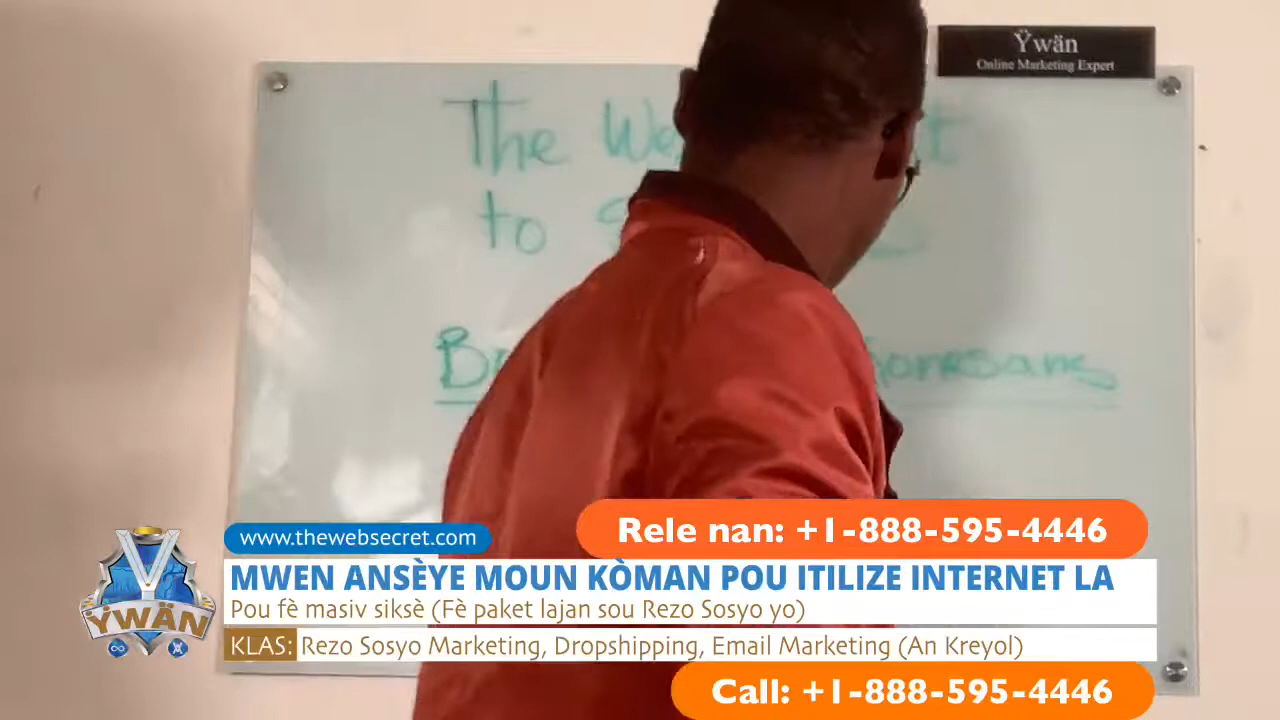 Ÿwän
Online Marketing Expert
The
to
www.thewebsecret.com
Rele nan: +1-888-595-4446
MWEN ANSÈYE MOUN KÒMAN POU ITILIZE INTERNET LA
Pou fè masiv siksè (Fè paket lajan sou Rezo Sosyo yo)
ŸWÄN
KLAS: Rezo Sosyo Marketing, Dropshipping, Email Marketing (An Kreyol)
Call: +1-888-595-4446